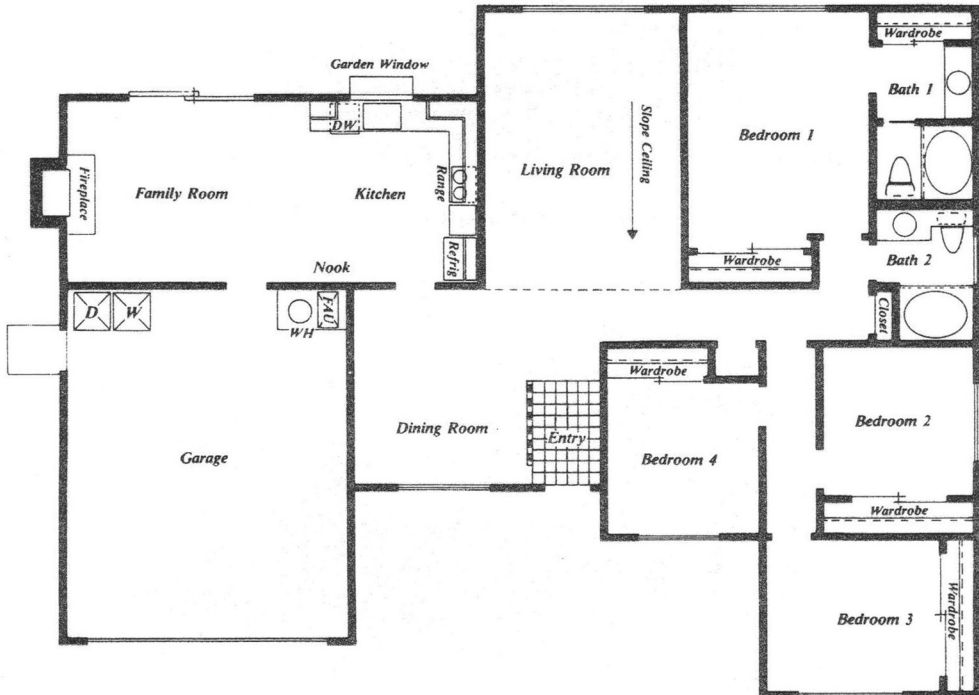 Wardrobe
Garden Window
Bath 1
DW
Slope Ceiling
Bedroom 1
Range
Living Room
Fireplace
Family Room
Kitchen
Refrig
Nook
Wardrobe
Bath 2
D
W
WH
FAU
Closet
Wardrobe
Dining Room
Entry
Bedroom 2
Garage
Bedroom 4
Wardrobe
Bedroom 3
Wardrobe